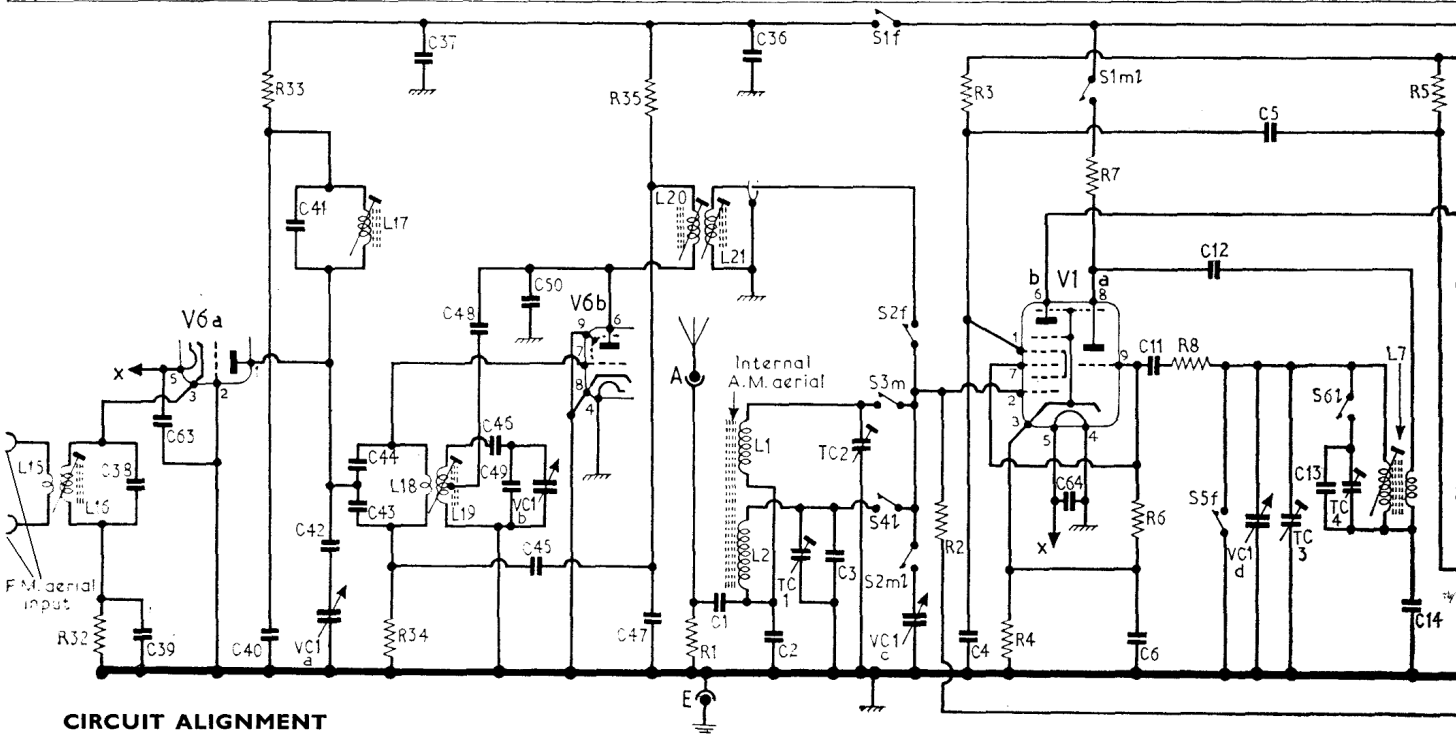 C37
C36
S1f
R33
R35
R3
S1m2
R5
C5
R7
C41
L17
L20
L21
C12
C50
V6b
V6a
C48
b V1 a
6 8
S2f
9
6
7
8
4
1
7
2
3
5
4
9
C11
R8
L7
x
5
3
2
1
A
Internal
A.M. aerial
S3m
S6l
C63
C46
L1
TC2
L15
L16
C38
C44
C43
L18
L19
C49
VC1
b
C64
C13
TC
4
S4l
S5f
R6
C42
L2
R2
x
VC1
d
TC
3
F.M. aerial
input
C45
TC
1
C3
S2ml
R32
C39
C40
VC1
a
R34
C47
R1
C1
C2
VC1
c
C4
R4
C6
C14
E
CIRCUIT ALIGNMENT